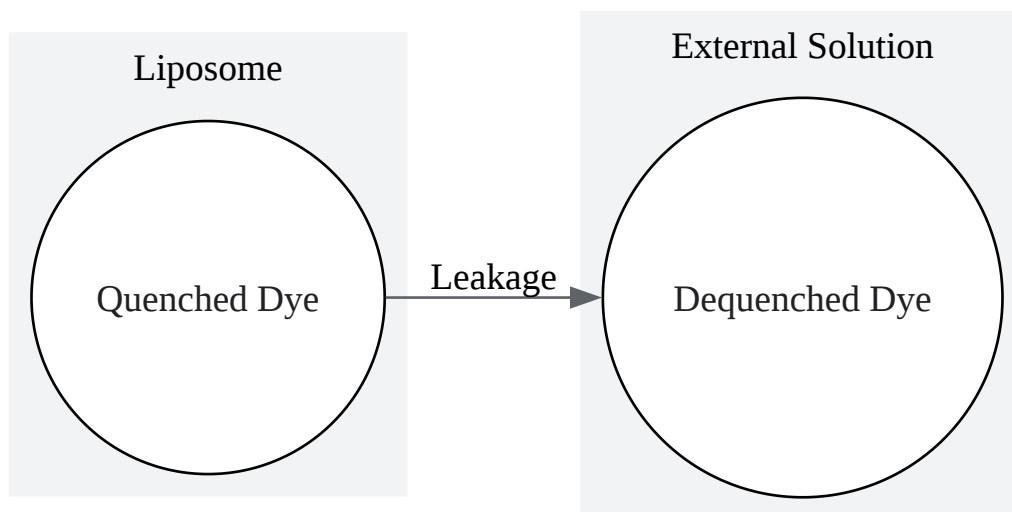 Liposome
Quenched Dye
Leakage
External Solution
Dequenched Dye